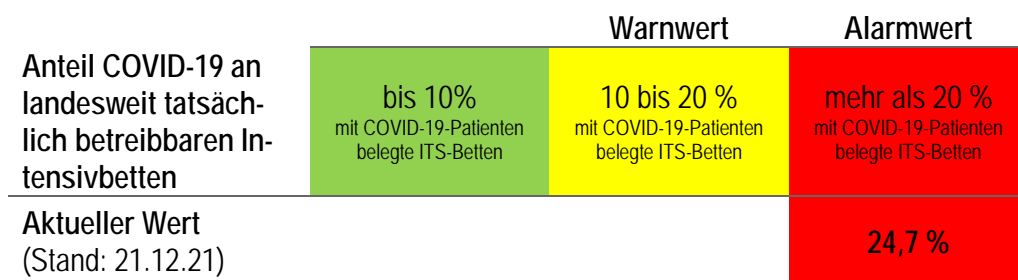 Warnwert Alarmwert
Anteil COVID-19 an
landesweit tatsäch-
lich betreibbaren In-
tensivbetten
bis 10%
mit COVID-19-Patienten
belegte ITS-Betten
10 bis 20 %
mit COVID-19-Patienten
belegte ITS-Betten
mehr als 20 %
mit COVID-19-Patienten
belegte ITS-Betten
Aktueller Wert
(Stand: 21.12.21)
24,7 %